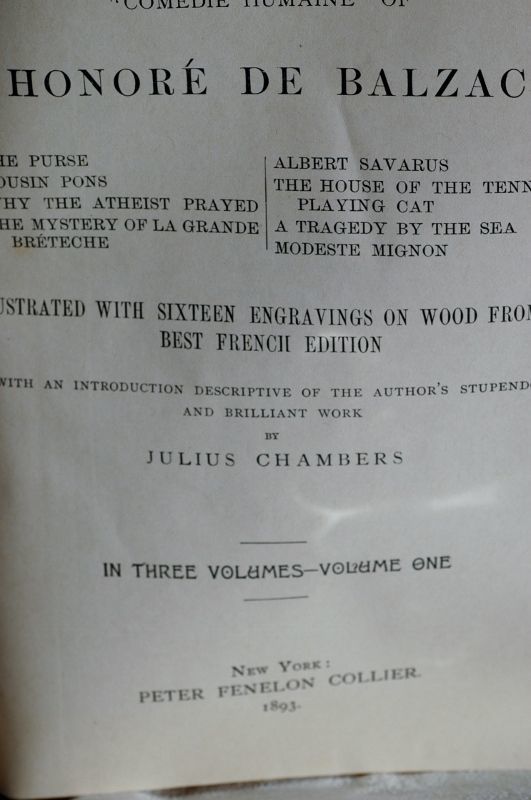 "COMÉDIE HUMAINE" OF
HONORÉ DE BALZAC
HE PURSE
OUSIN PONS
WHY THE ATHEIST PRAYED
HE MYSTERY OF LA GRANDE
BRÉTECHE
ALBERT SAVARUS
THE HOUSE OF THE TENN
PLAYING CAT
A TRAGEDY BY THE SEA
MODESTE MIGNON
USTRATED WITH SIXTEEN ENGRAVINGS ON WOOD FROM
BEST FRENCH EDITION
WITH AN INTRODUCTION DESCRIPTIVE OF THE AUTHOR'S STUPENDO
AND BRILLIANT WORK
BY
JULIUS CHAMBERS
IN THREE VOLUMES—VOLUME ONE
NEW YORK:
PETER FENELON COLLIER.
1893.